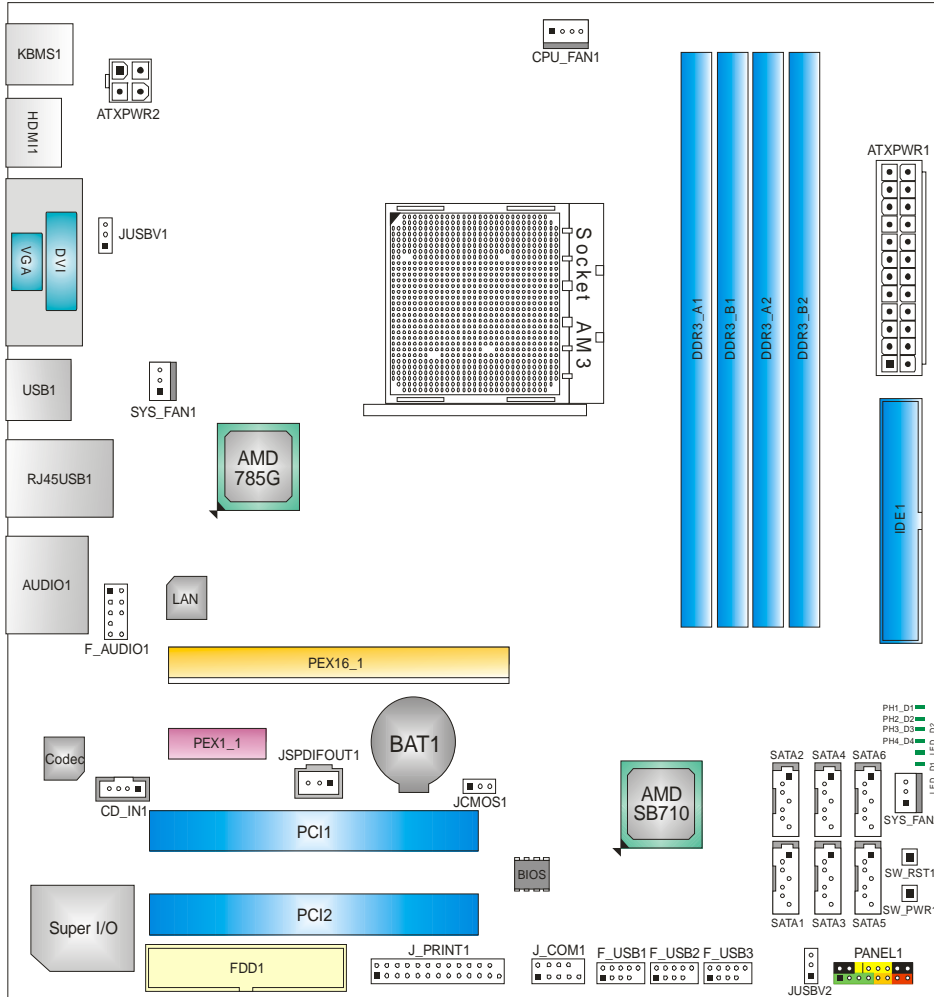 KBMS1
CPU_FAN1
ATXPWR2
HDMI1
ATXPWR1
JUSBV1
VGA
DVI
Socket AM3
DDR3_A1
DDR3_B1
DDR3_A2
DDR3_B2
USB1
SYS_FAN1
AMD
785G
RJ45USB1
IDE1
AUDIO1
LAN
F_AUDIO1
PEX16_1
PH1_D1
PH2_D2
PH3_D3
PH4_D4
PEX1_1
BAT1
Codec
JSPDIFOUT1
SATA2
SATA4
SATA6
CD_IN1
JCMOS1
AMD
SB710
SYS_FAN
PCI1
BIOS
SW_RST1
PCI2
SW_PWR1
Super I/O
SATA1
SATA3
SATA5
FDD1
J_PRINT1
J_COM1
F_USB1
F_USB2
F_USB3
PANEL1
JUSBV2